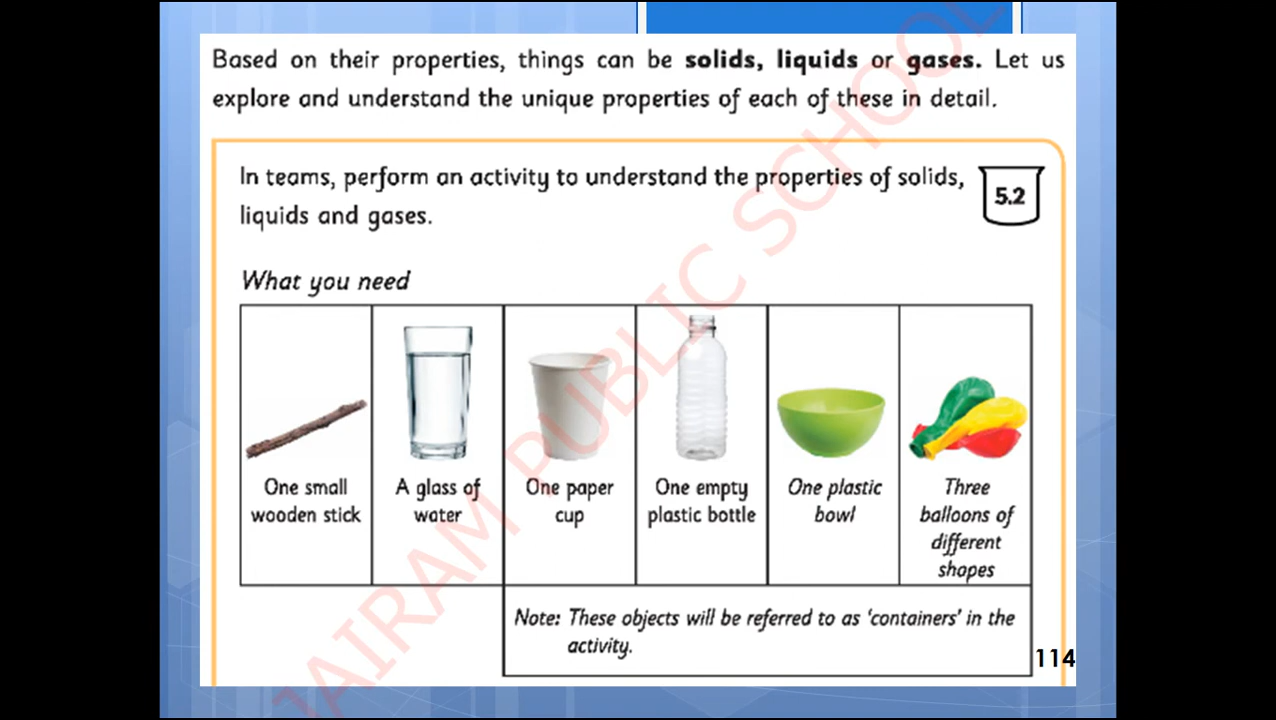 Based on their properties, things can be solids, liquids or gases. Let us
explore and understand the unique properties of each of these in detail.
In teams, perform an activity to understand the properties of solids,
liquids and gases.
5.2
What you need
One small
wooden stick
A glass of
water
One paper
cup
One empty
plastic bottle
One plastic
bowl
Three
balloons of
different
shapes
Note: These objects will be referred to as 'containers' in the
activity.
114
JAIRAM PUBLIC SCHOOL